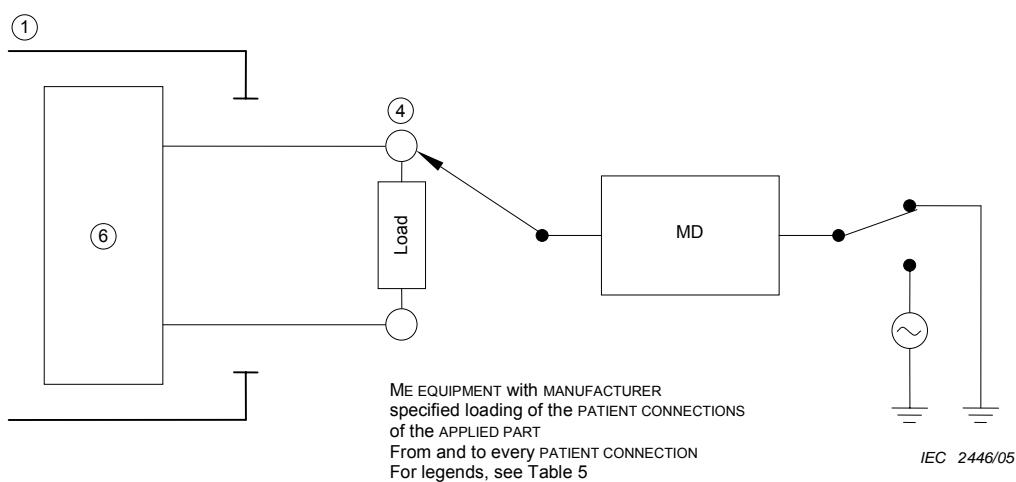 1
4
6
Load
MD
ME EQUIPMENT with MANUFACTURER
specified loading of the PATIENT CONNECTIONS
of the APPLIED PART
From and to every PATIENT CONNECTION
For legends, see Table 5
IEC 2446/05